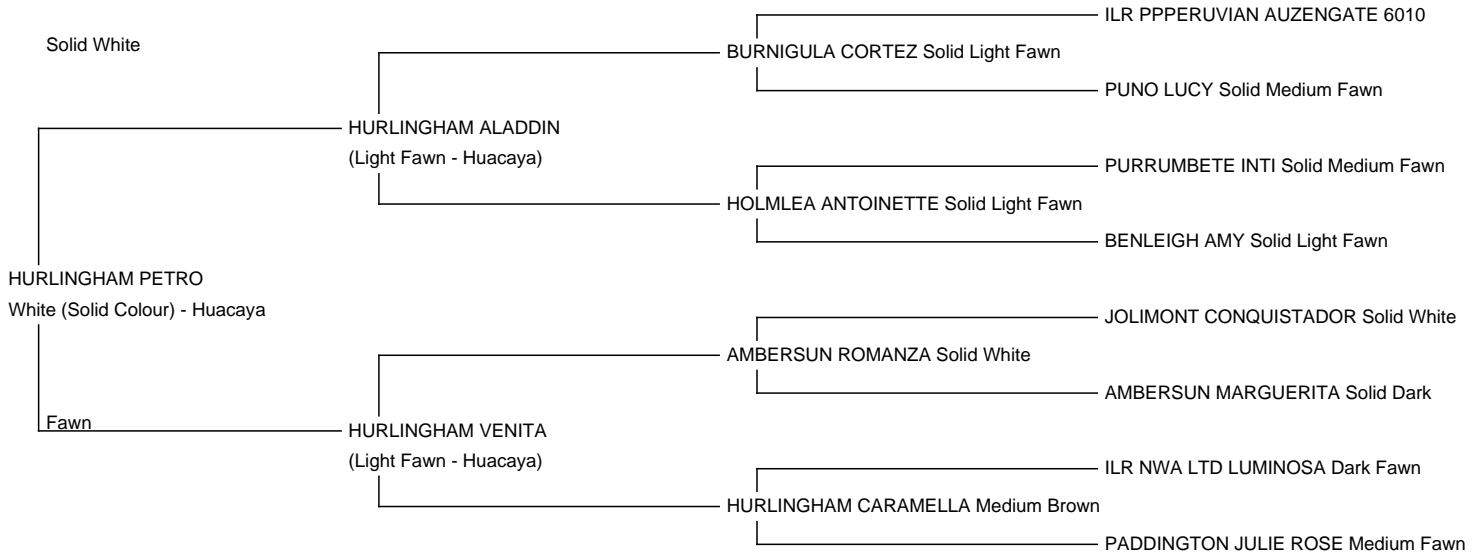 ILR PPPERUVIAN AUZENGATE 6010
Solid White
BURNIGULA CORTEZ Solid Light Fawn
PUNO LUCY Solid Medium Fawn
HURLINGHAM ALADDIN
(Light Fawn - Huacaya)
PURRUMBETE INTI Solid Medium Fawn
HOLMLEA ANTOINETTE Solid Light Fawn
BENLEIGH AMY Solid Light Fawn
HURLINGHAM PETRO
White (Solid Colour) - Huacaya
JOLIMONT CONQUISTADOR Solid White
AMBERSUN ROMANZA Solid White
AMBERSUN MARGUERITA Solid Dark
Fawn
HURLINGHAM VENITA
(Light Fawn - Huacaya)
ILR NWA LTD LUMINOSA Dark Fawn
HURLINGHAM CARAMELLA Medium Brown
PADDINGTON JULIE ROSE Medium Fawn